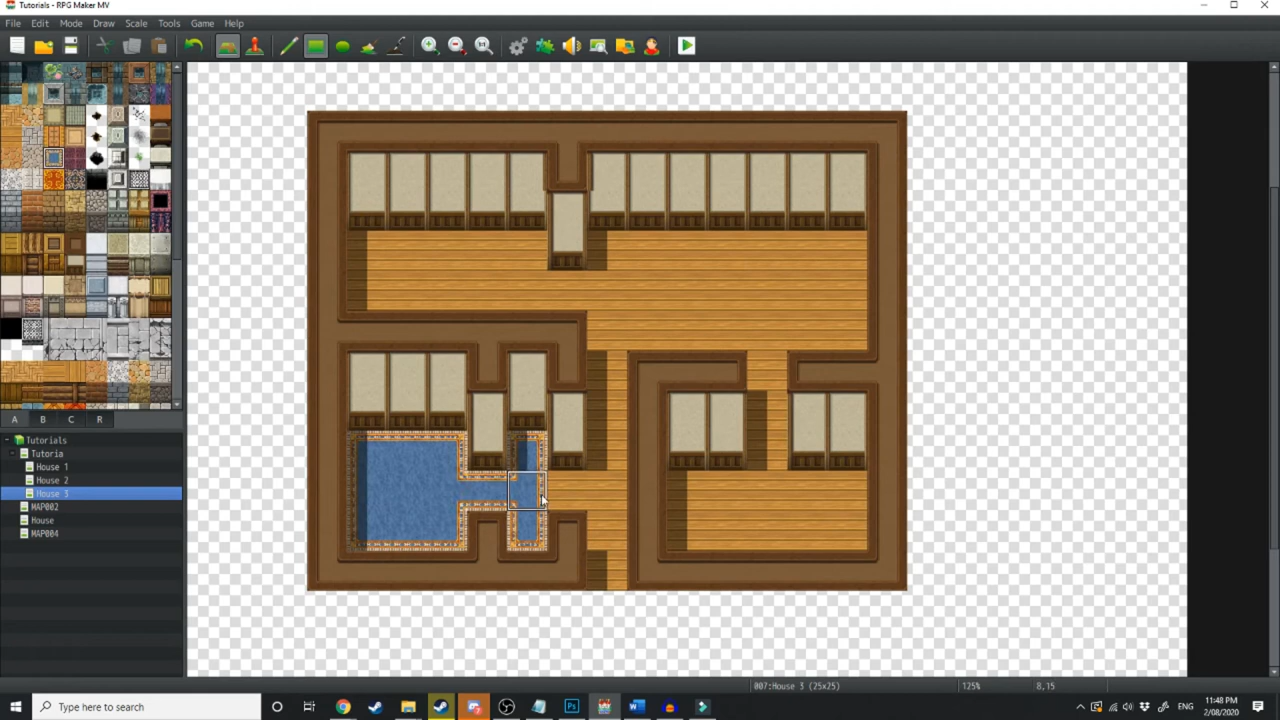 Tutorials - RPG Maker MV
File Edit Mode Draw Scale Tools Game Help
A B C R
Tutorials
Tutoria
House 1
House 2
House 3
MAP002
House
MAP004
007:House 3 (25x25) 125% 8,15
Type here to search
Ps
W
ENG
11:48 PM
2/08/2020